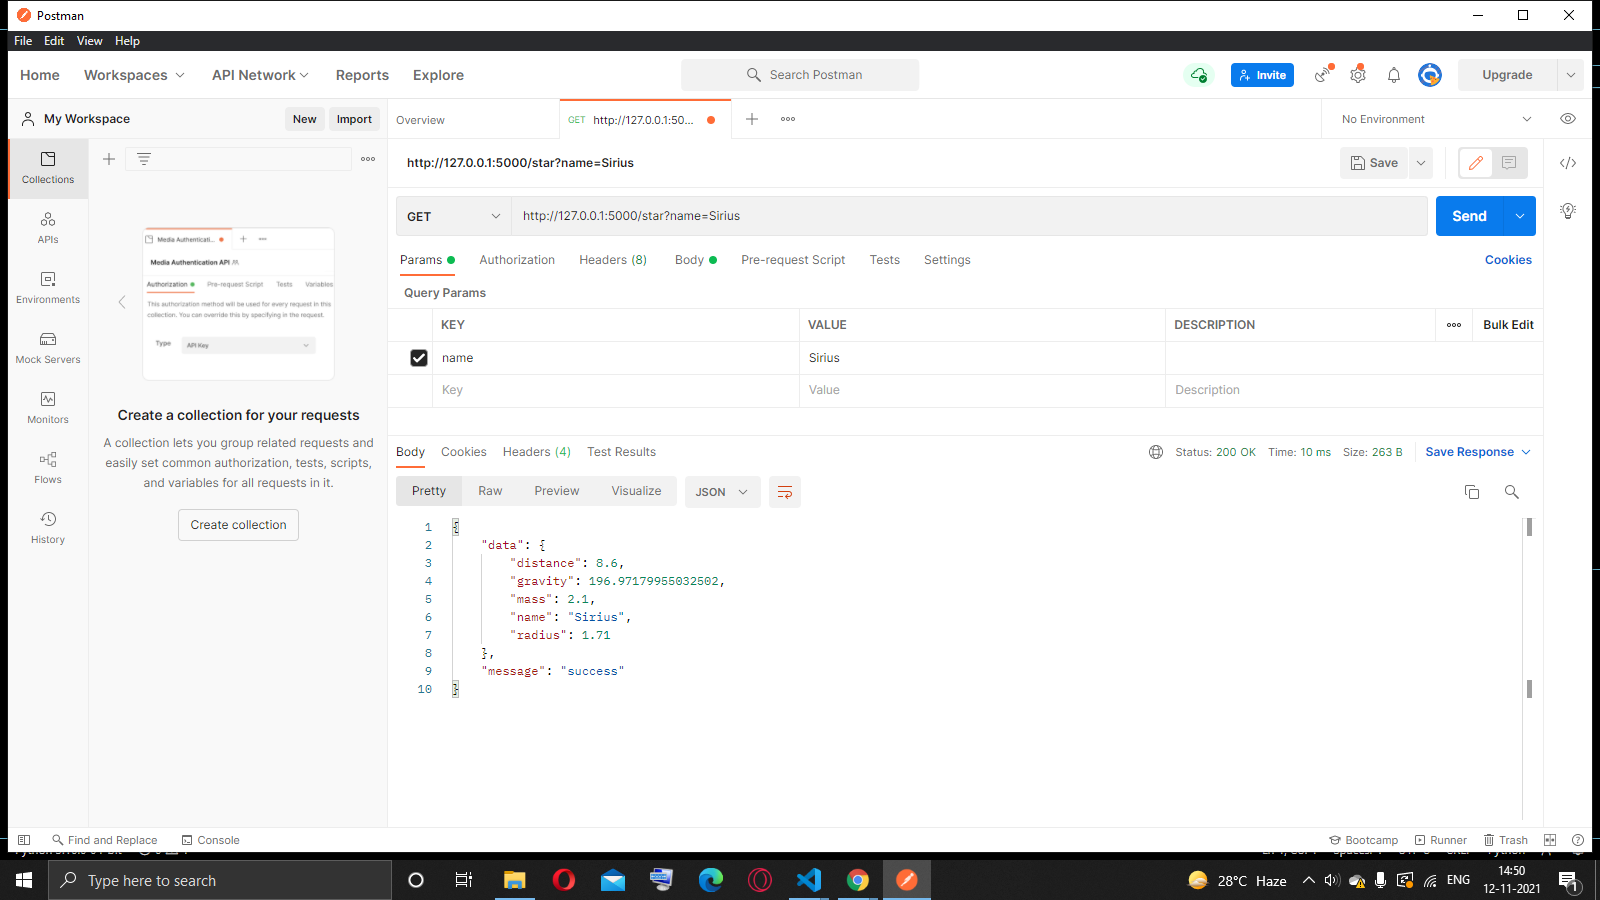 Postman
File Edit View Help
Home Workspaces API Network Reports Explore
Search Postman
Invite
Upgrade
My Workspace
New Import
Overview
GET http://127.0.0.1:50...
No Environment
http://127.0.0.1:5000/star?name=Sirius
Save
GET
http://127.0.0.1:5000/star?name=Sirius
Send
Params Authorization Headers (8) Body Pre-request Script Tests Settings
Cookies
Query Params
KEY VALUE DESCRIPTION
Bulk Edit
name Sirius
Key Value Description
Collections
APIs
Environments
Mock Servers
Monitors
Flows
History
Media Authenticati...
Media Authentication API
Authorization Pre-request Script Tests Variables
This authorization method will be used for every request in this
collection. You can override this by specifying in the request.
Type API Key
Create a collection for your requests
A collection lets you group related requests and
easily set common authorization, tests, scripts,
and variables for all requests in it.
Create collection
Body Cookies Headers (4) Test Results
Status: 200 OK Time: 10 ms Size: 263 B
Save Response
Pretty Raw Preview Visualize JSON
1 {
2 "data": {
3 "distance": 8.6,
4 "gravity": 196.97179955032502,
5 "mass": 2.1,
6 "name": "Sirius",
7 "radius": 1.71
8 },
9 "message": "success"
10 }
Find and Replace Console
Bootcamp Runner Trash
Type here to search
28°C Haze
ENG
14:50
12-11-2021
1